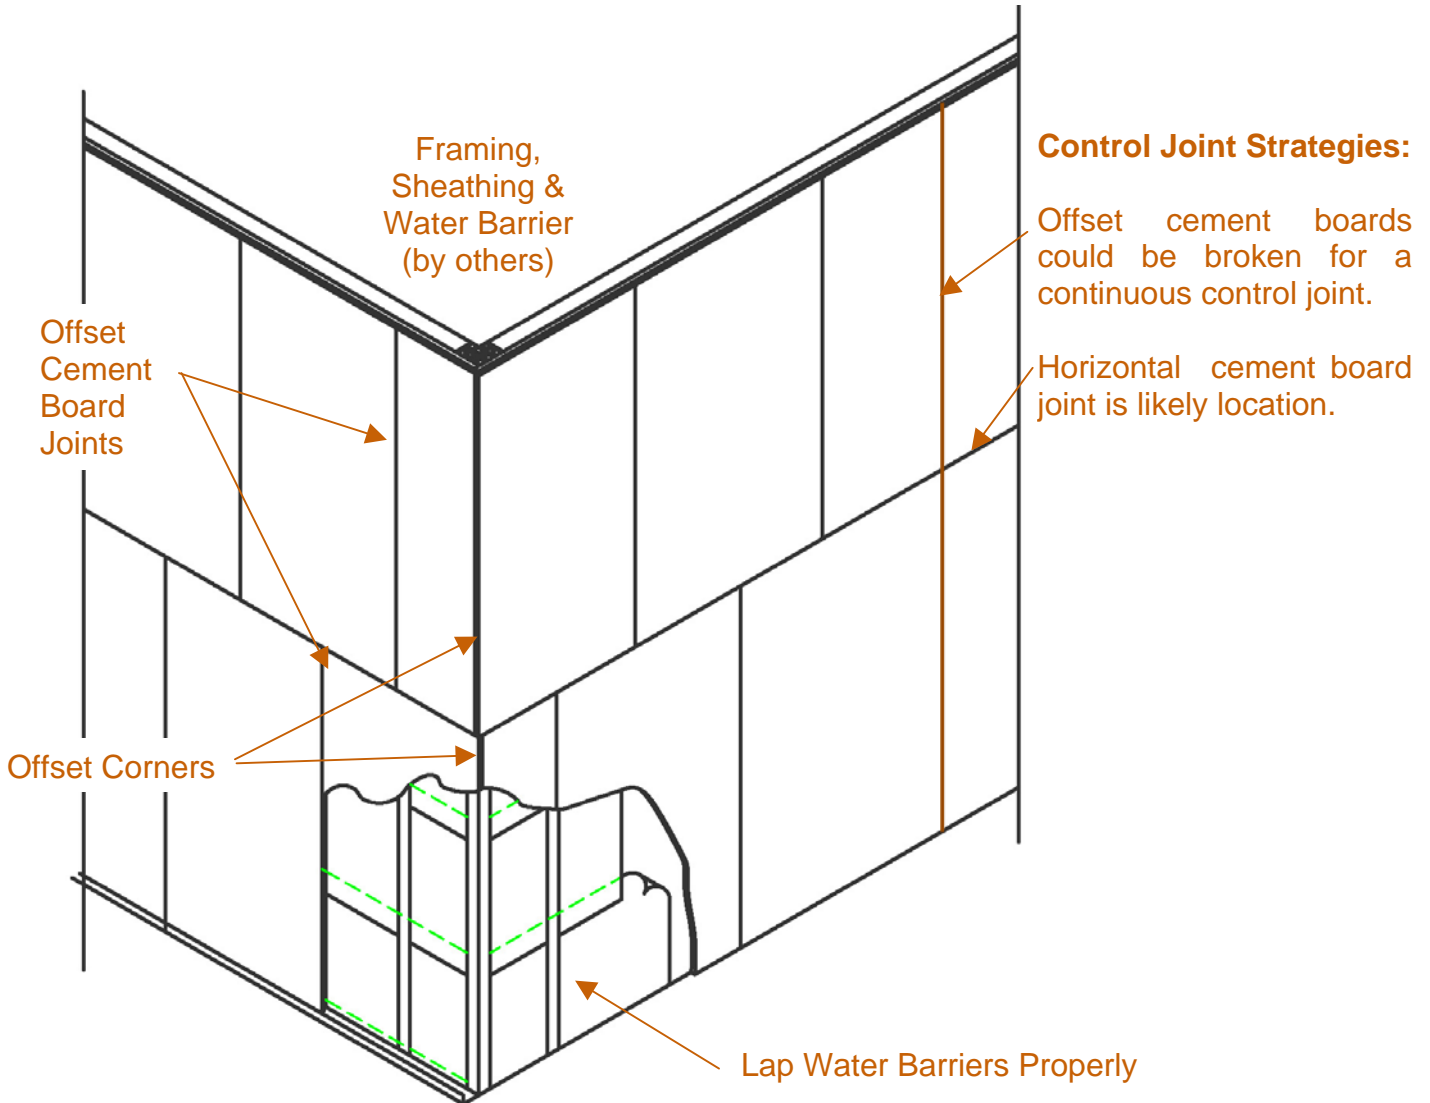 Framing,
Sheathing &
Water Barrier
(by others)
Control Joint Strategies:
Offset cement boards
could be broken for a
continuous control joint.
Horizontal cement board
joint is likely location.
Offset
Cement
Board
Joints
Offset Corners
Lap Water Barriers Properly